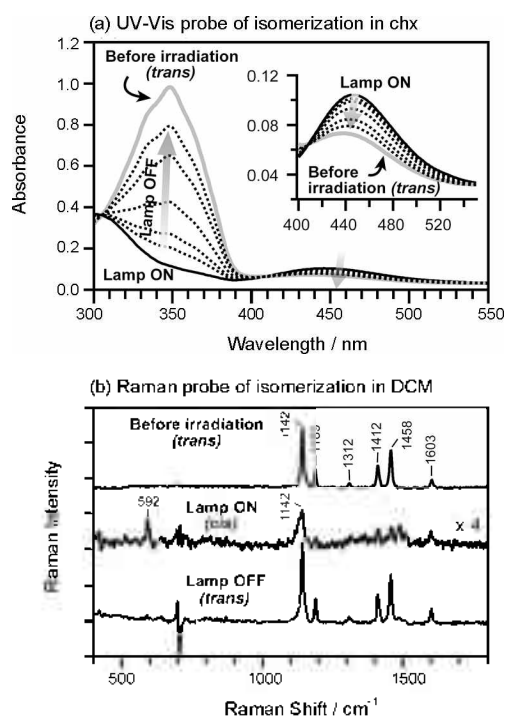 (a) UV-Vis probe of isomerization in chx
Before irradiation
(trans)
Lamp OFF
Lamp ON
Absorbance
1.2
1.0
0.8
0.6
0.4
0.2
0.0
300
350
400
450
500
550
Wavelength / nm
0.12
0.08
0.04
Lamp ON
Before
irradiation (trans)
400
440
480
520
(b) Raman probe of isomerization in DCM
Before irradiation
(trans)
1312
1412
1458
1603
592
Lamp ON
1142
x 4
Lamp OFF
(trans)
Raman Intensity
500
1000
1500
Raman Shift / cm⁻¹